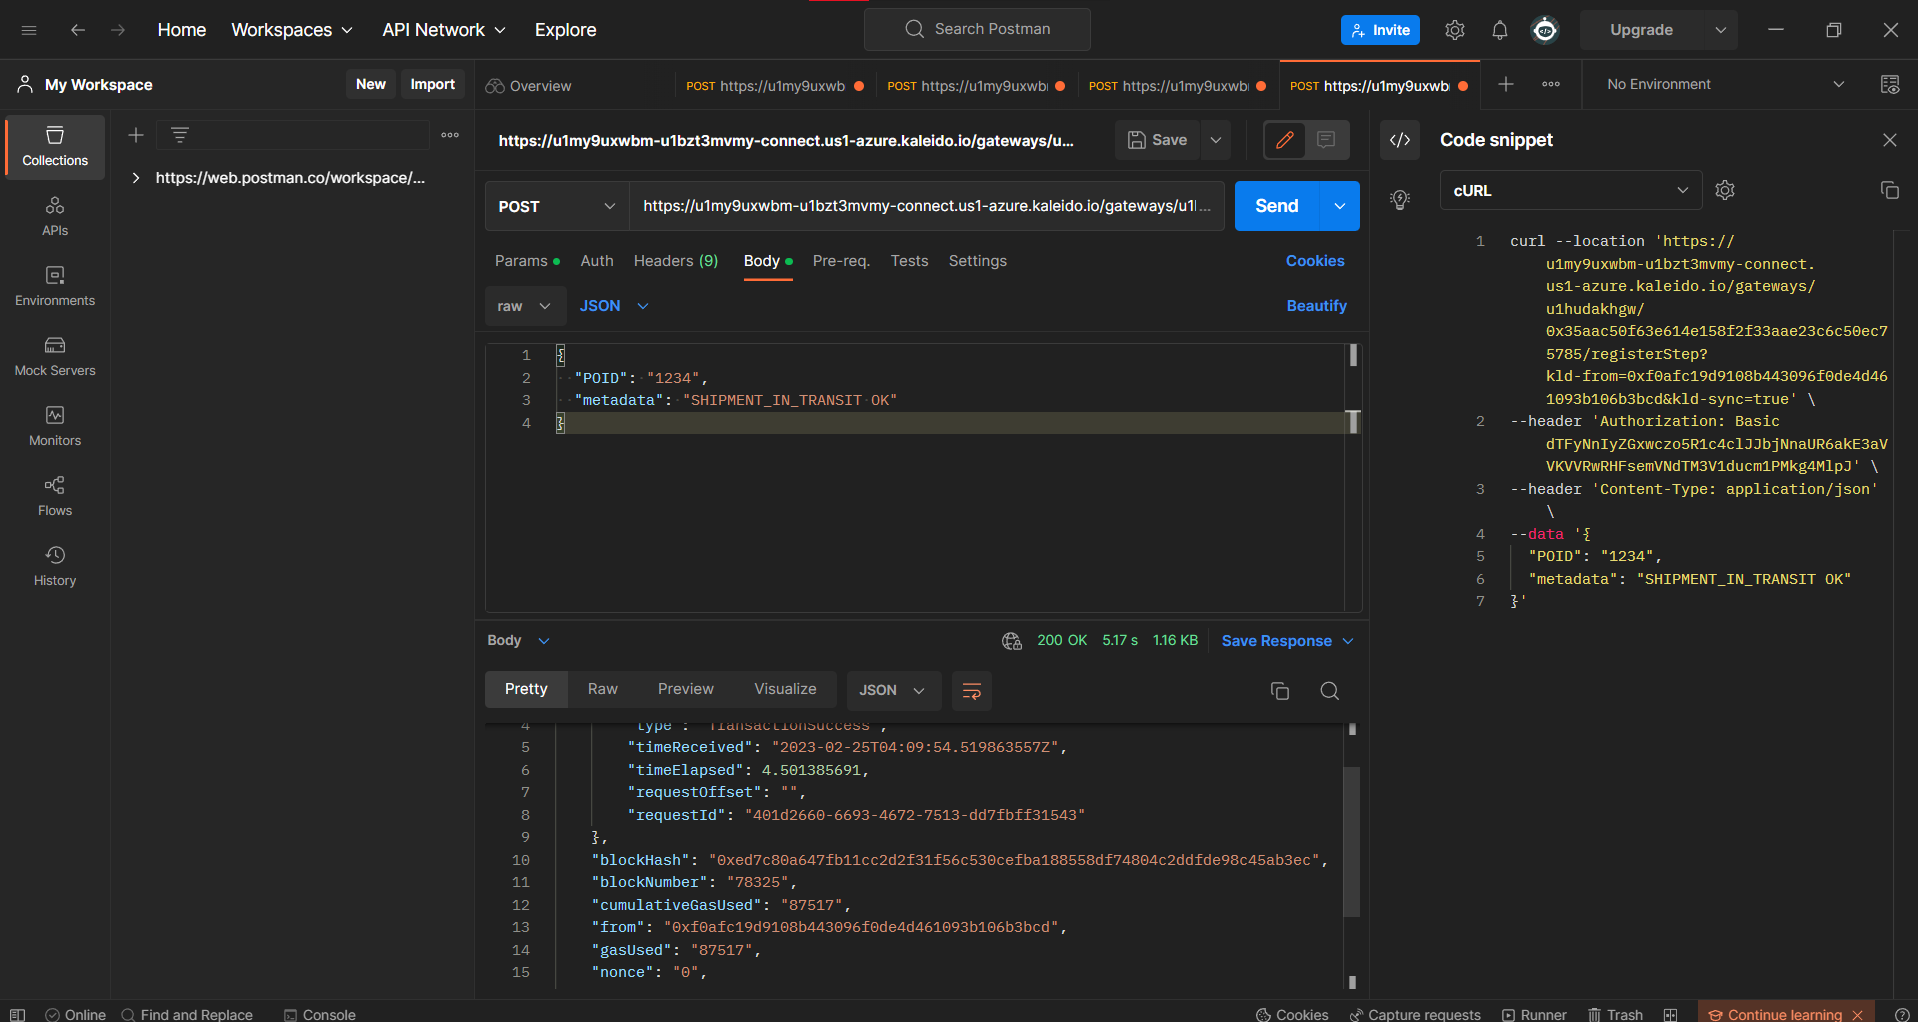 Home Workspaces API Network Explore Search Postman Invite Upgrade
My Workspace New Import
Overview POST https://u1my9uxwb POST https://u1my9uxwb POST https://u1my9uxwb POST https://u1my9uxwb No Environment
Collections
APIs
Environments
Mock Servers
Monitors
Flows
History
https://web.postman.co/workspace/...
https://u1my9uxwbm-u1bzt3mvmy-connect.us1-azure.kaleido.io/gateways/u... Save
POST https://u1my9uxwbm-u1bzt3mvmy-connect.us1-azure.kaleido.io/gateways/u1... Send
Params Auth Headers (9) Body Pre-req. Tests Settings Cookies
raw JSON Beautify
1 {
2 "POID": "1234",
3 "metadata": "SHIPMENT_IN_TRANSIT OK"
4 }
Body 200 OK 5.17 s 1.16 KB Save Response
Pretty Raw Preview Visualize JSON
4 "type": "TransactionSuccess",
5 "timeReceived": "2023-02-25T04:09:54.519863557Z",
6 "timeElapsed": 4.501385691,
7 "requestOffset": "",
8 "requestId": "401d2660-6693-4672-7513-dd7fbff31543"
9 },
10 "blockHash": "0xed7c80a647fb11cc2d2f31f56c530cefba188558df74804c2ddfde98c45ab3ec",
11 "blockNumber": "78325",
12 "cumulativeGasUsed": "87517",
13 "from": "0xf0afc19d9108b443096f0de4d461093b106b3bcd",
14 "gasUsed": "87517",
15 "nonce": "0",
Code snippet
cURL
1 curl --location 'https://
u1my9uxwbm-u1bzt3mvmy-connect.
us1-azure.kaleido.io/gateways/
u1hudakhgw/
0x35aac50f63e614e158f2f33aae23c6c50ec7
5785/registerStep?
kld-from=0xf0afc19d9108b443096f0de4d46
1093b106b3bcd&kld-sync=true' \
2 --header 'Authorization: Basic
dTFyNnIyZGxwczo5R1c4clJJbjNnaUR6akE3aV
VKVVRwRHFsemVNdTM3V1ducm1PMkg4MlpJ' \
3 --header 'Content-Type: application/json'
\
4 --data '{
5 "POID": "1234",
6 "metadata": "SHIPMENT_IN_TRANSIT OK"
7 }'
Online Find and Replace Console Cookies Capture requests Runner Trash Continue learning